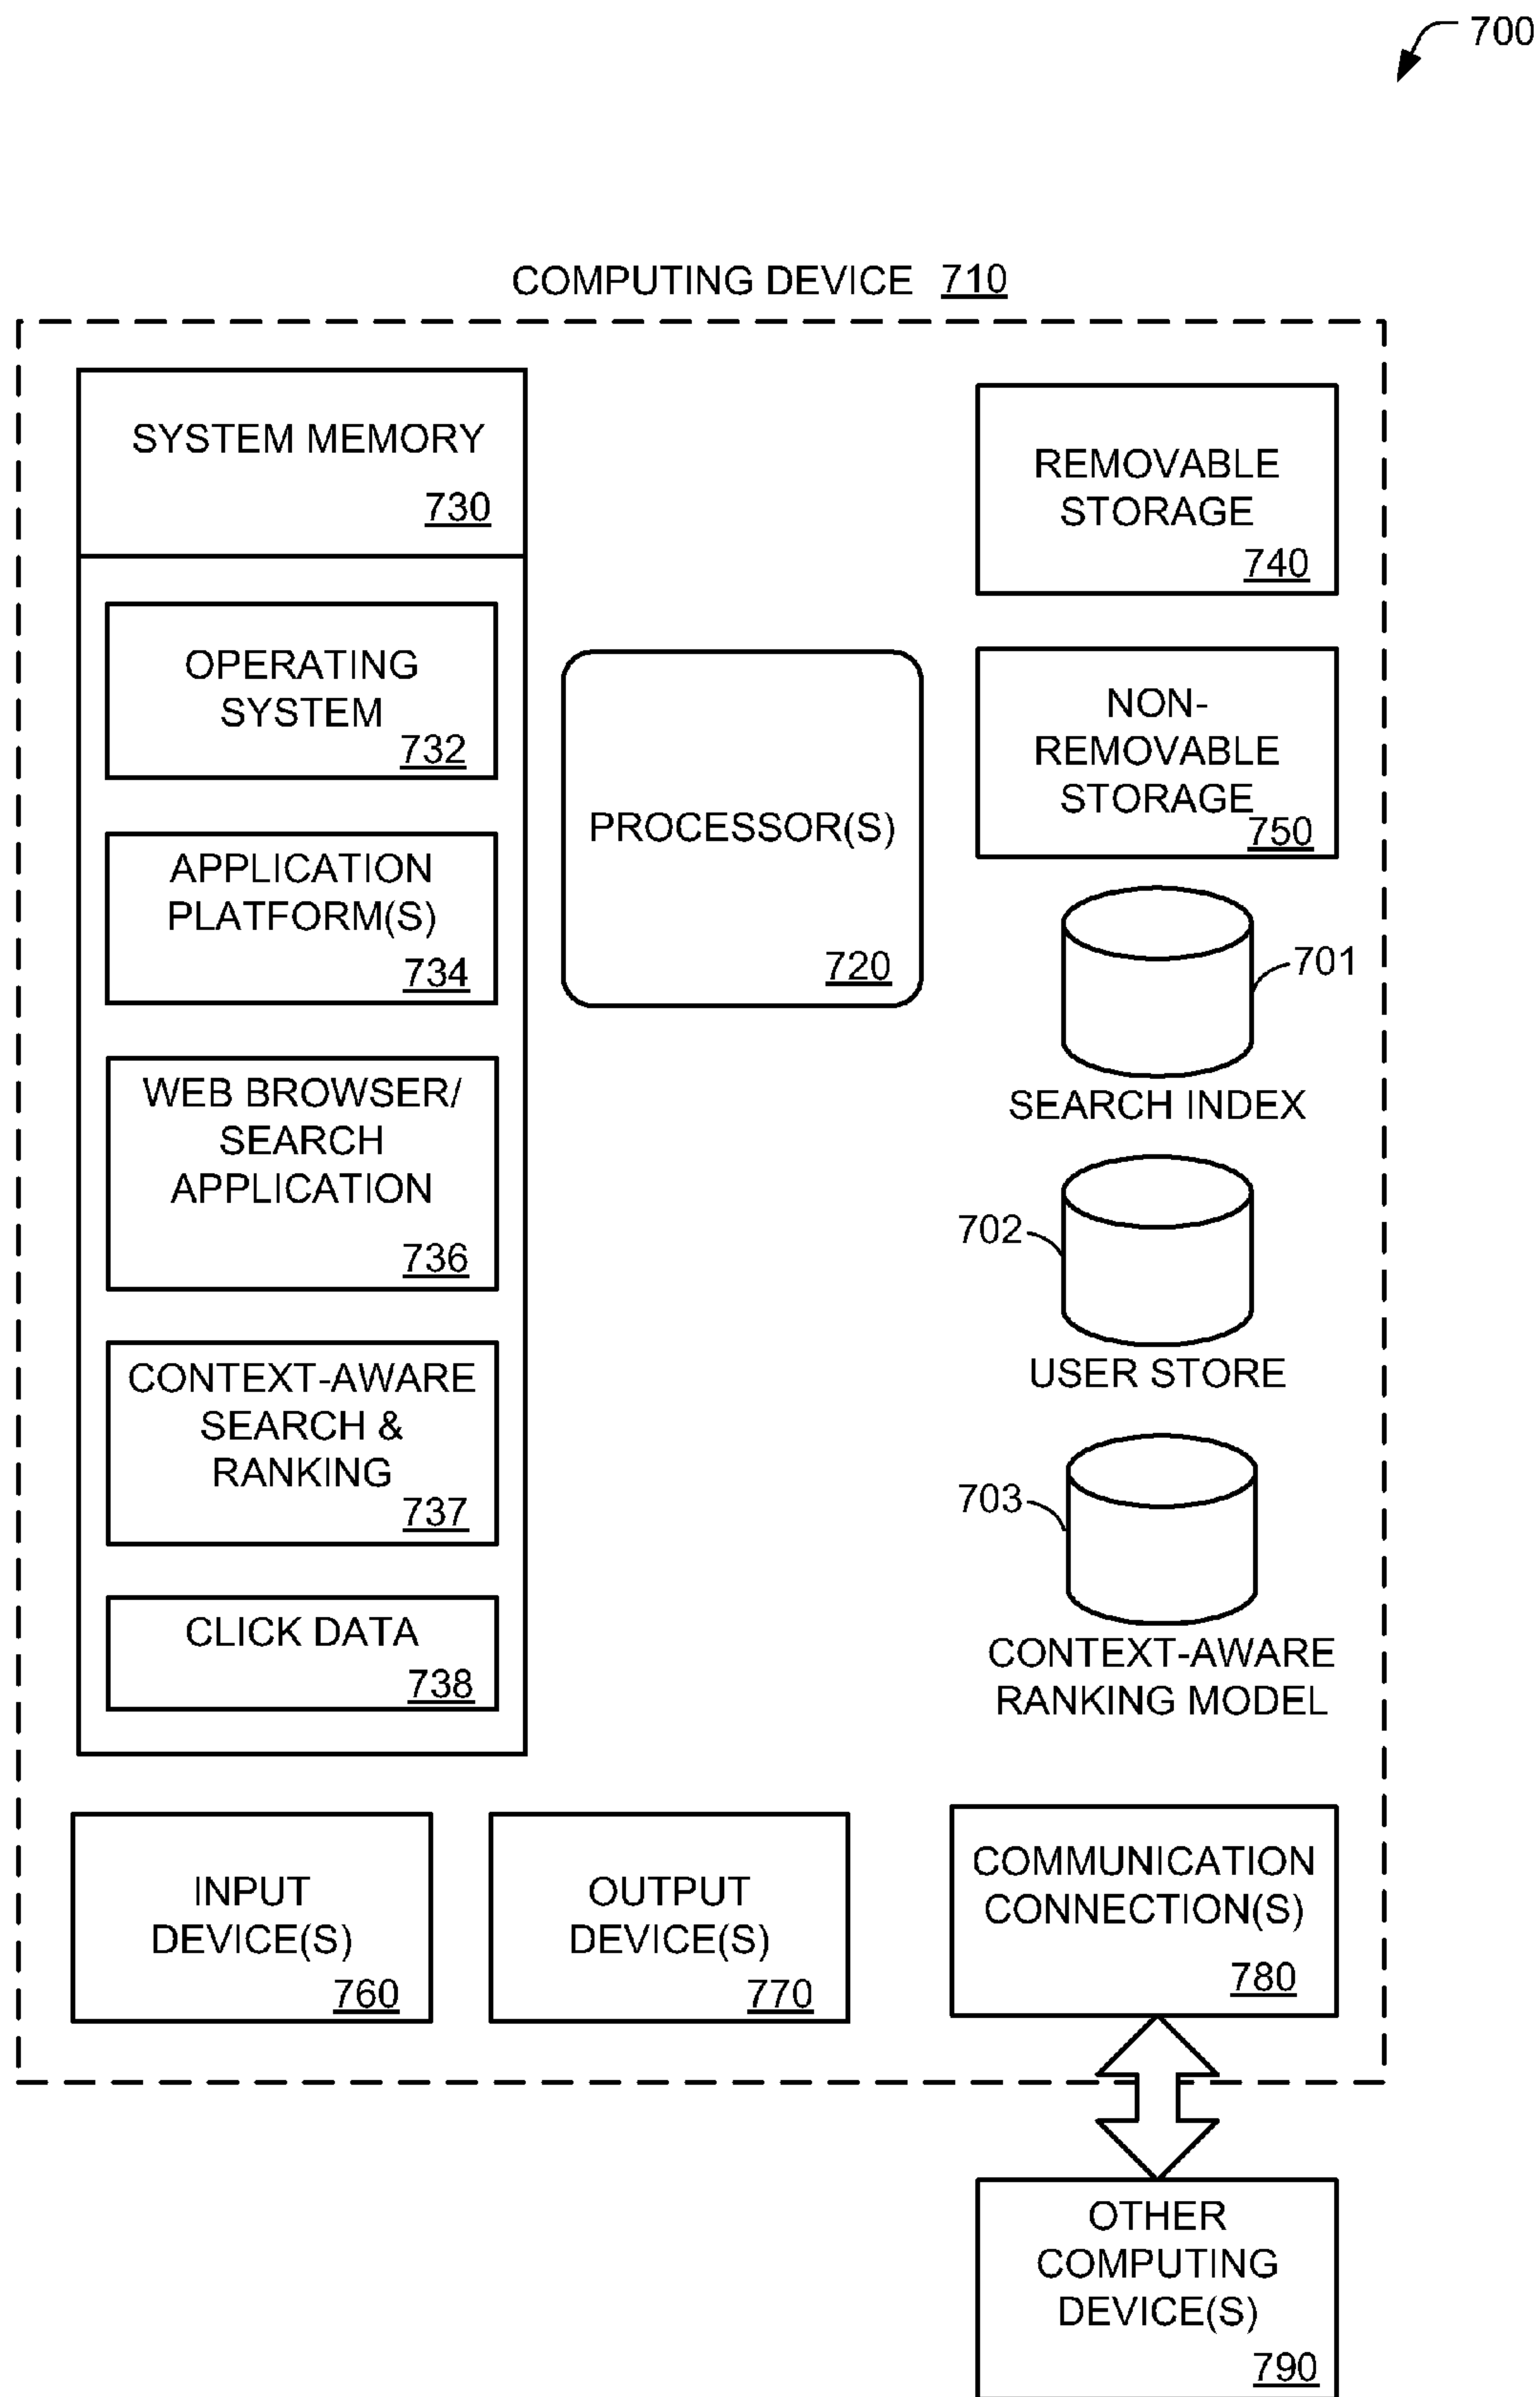 700
COMPUTING DEVICE 710
SYSTEM MEMORY
730
OPERATING
SYSTEM
732
APPLICATION
PLATFORM(S)
734
WEB BROWSER/
SEARCH
APPLICATION
736
CONTEXT-AWARE
SEARCH &
RANKING
737
CLICK DATA
738
PROCESSOR(S)
720
REMOVABLE
STORAGE
740
NON-
REMOVABLE
STORAGE
750
701
SEARCH INDEX
702
USER STORE
703
CONTEXT-AWARE
RANKING MODEL
INPUT
DEVICE(S)
760
OUTPUT
DEVICE(S)
770
COMMUNICATION
CONNECTION(S)
780
OTHER
COMPUTING
DEVICE(S)
790